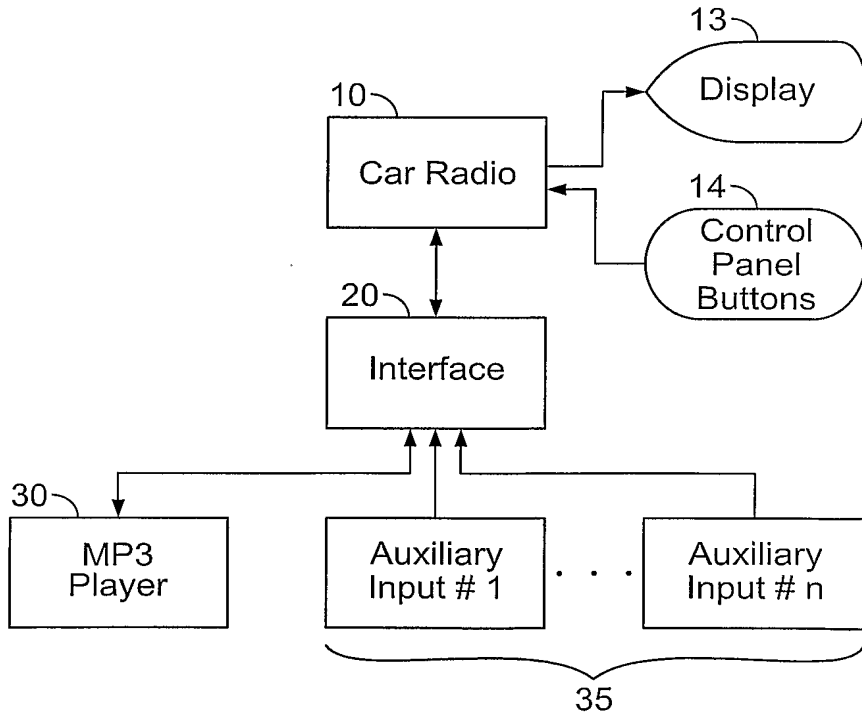 13
Display
10
Car Radio
14
Control
Panel
Buttons
20
Interface
30
MP3
Player
Auxiliary
Input # 1
. . .
Auxiliary
Input # n
35